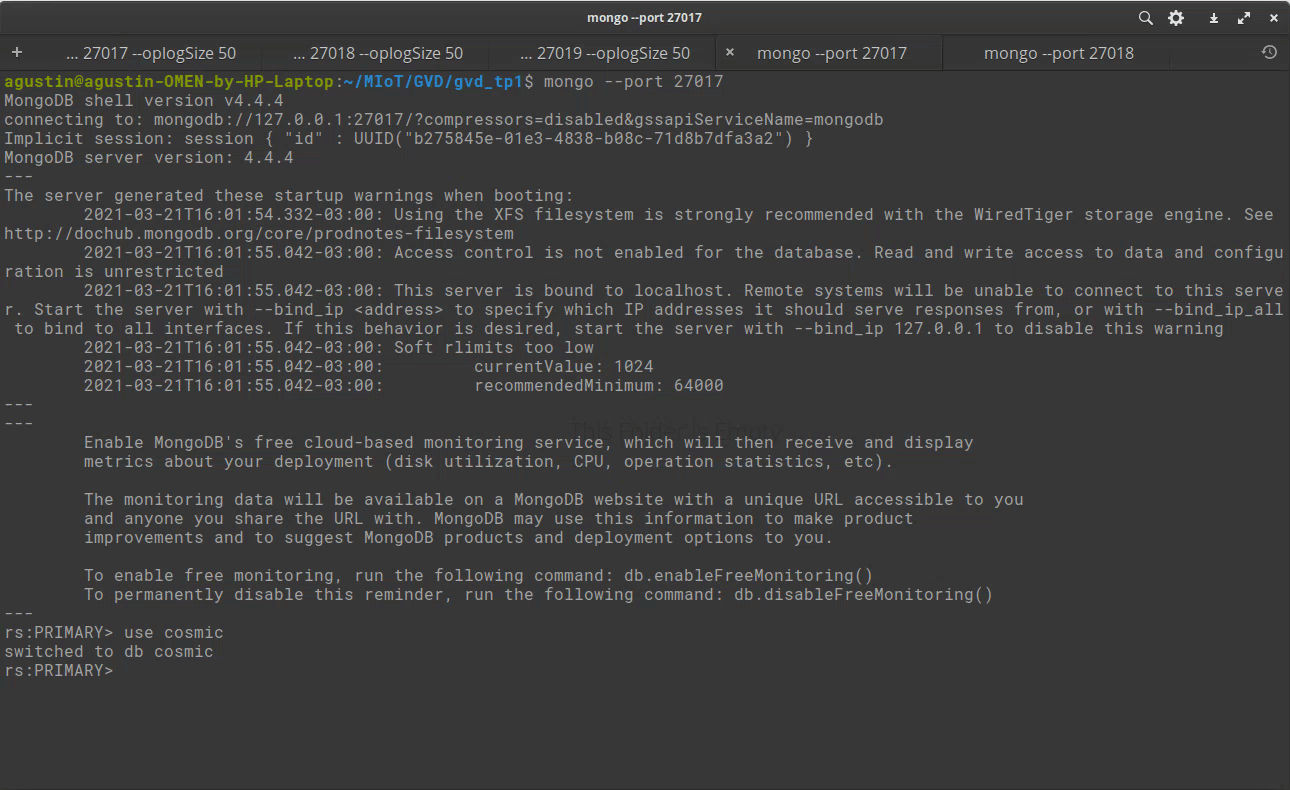 mongo --port 27017
... 27017 --oplogSize 50
... 27018 --oplogSize 50
... 27019 --oplogSize 50
mongo --port 27017
mongo --port 27018
agustin@agustin-OMEN-by-HP-Laptop:~/MIoT/GVD/gvd_tp1$ mongo --port 27017
MongoDB shell version v4.4.4
connecting to: mongodb://127.0.0.1:27017/?compressors=disabled&gssapiServiceName=mongodb
Implicit session: session { "id" : UUID("b275845e-01e3-4838-b08c-71d8b7dfa3a2") }
MongoDB server version: 4.4.4
---
The server generated these startup warnings when booting:
        2021-03-21T16:01:54.332-03:00: Using the XFS filesystem is strongly recommended with the WiredTiger storage engine. See
http://dochub.mongodb.org/core/prodnotes-filesystem
        2021-03-21T16:01:55.042-03:00: Access control is not enabled for the database. Read and write access to data and configu
ration is unrestricted
        2021-03-21T16:01:55.042-03:00: This server is bound to localhost. Remote systems will be unable to connect to this serve
r. Start the server with --bind_ip <address> to specify which IP addresses it should serve responses from, or with --bind_ip_all
 to bind to all interfaces. If this behavior is desired, start the server with --bind_ip 127.0.0.1 to disable this warning
        2021-03-21T16:01:55.042-03:00: Soft rlimits too low
        2021-03-21T16:01:55.042-03:00:         currentValue: 1024
        2021-03-21T16:01:55.042-03:00:         recommendedMinimum: 64000
---
---
        Enable MongoDB's free cloud-based monitoring service, which will then receive and display
        metrics about your deployment (disk utilization, CPU, operation statistics, etc).

        The monitoring data will be available on a MongoDB website with a unique URL accessible to you
        and anyone you share the URL with. MongoDB may use this information to make product
        improvements and to suggest MongoDB products and deployment options to you.

        To enable free monitoring, run the following command: db.enableFreeMonitoring()
        To permanently disable this reminder, run the following command: db.disableFreeMonitoring()
---
rs:PRIMARY> use cosmic
switched to db cosmic
rs:PRIMARY>